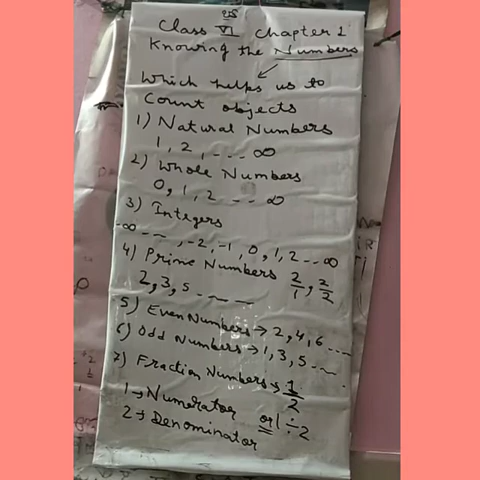 Class VI Chapter 1
Knowing the Numbers
Which helps us to
Count objects
1) Natural Numbers
1, 2, --- ∞
2) Whole Numbers
0, 1, 2 --- ∞
3) Integers
-∞ ---, -2, -1, 0, 1, 2 -- ∞
4) Prime Numbers 2/1, 2/2
2, 3, 5 ----
5) Even Numbers → 2, 4, 6 ----
6) Odd Numbers → 1, 3, 5 ----
7) Fraction Numbers → 1/2
1 → Numerator or 1 ÷ 2
2 → Denominator